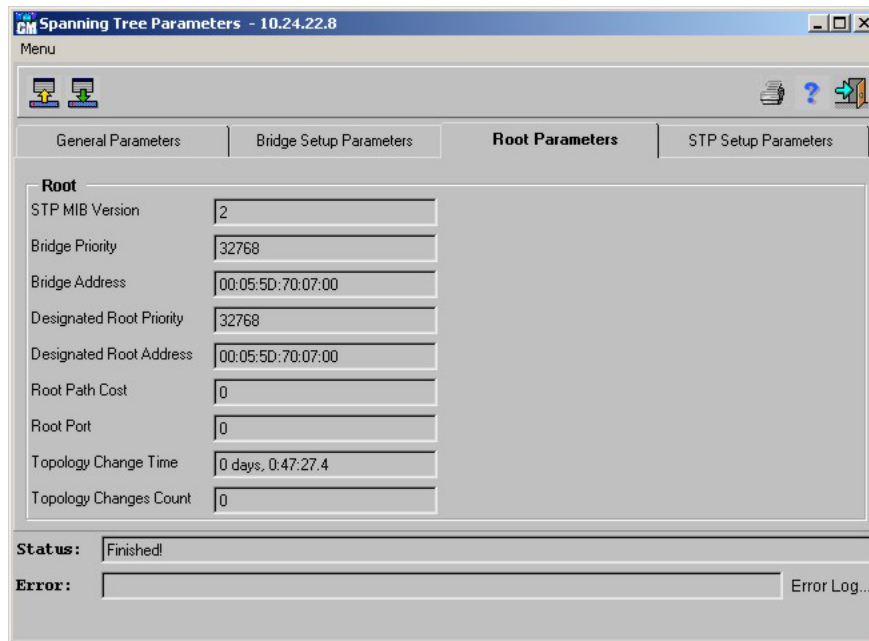 GM Spanning Tree Parameters - 10.24.22.8
Menu
General Parameters Bridge Setup Parameters Root Parameters STP Setup Parameters
Root
STP MIB Version 2
Bridge Priority 32768
Bridge Address 00:05:5D:70:07:00
Designated Root Priority 32768
Designated Root Address 00:05:5D:70:07:00
Root Path Cost 0
Root Port 0
Topology Change Time 0 days, 0:47:27.4
Topology Changes Count 0
Status: Finished!
Error: Error Log...